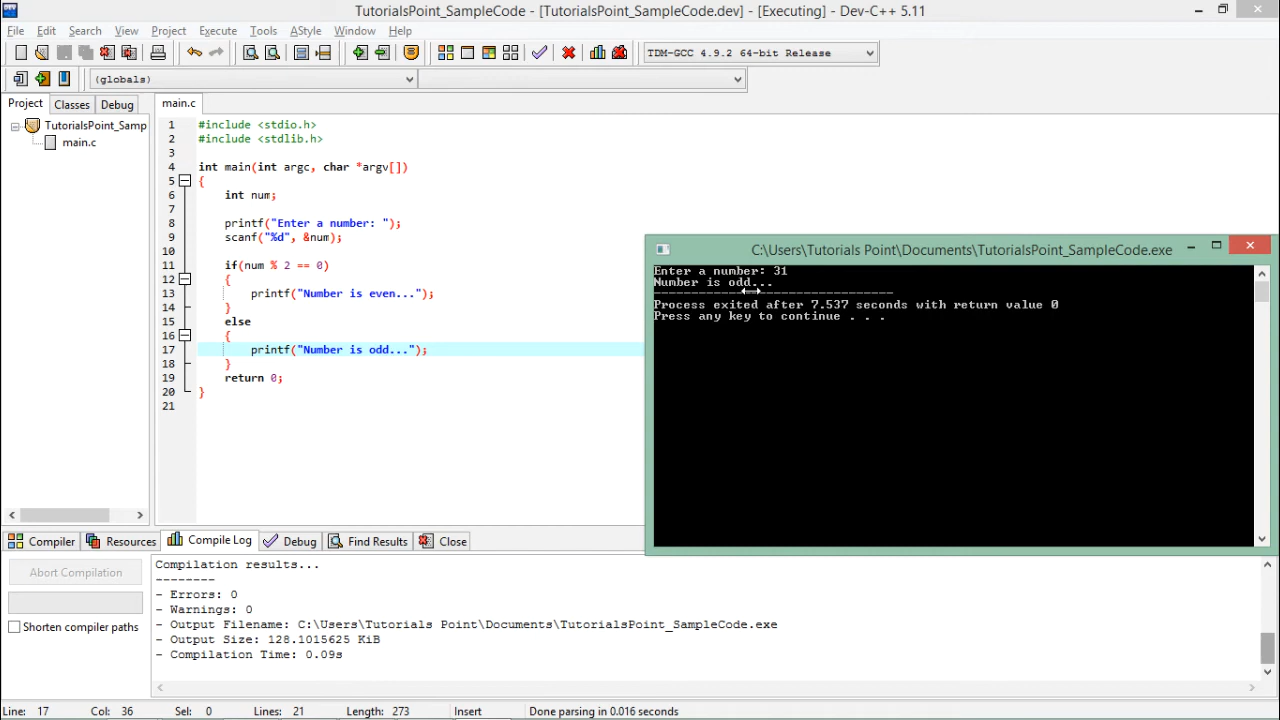 TutorialsPoint_SampleCode - [TutorialsPoint_SampleCode.dev] - [Executing] - Dev-C++ 5.11
File Edit Search View Project Execute Tools AStyle Window Help
TDM-GCC 4.9.2 64-bit Release
(globals)
Project Classes Debug
main.c
TutorialsPoint_Samp
main.c
1 #include <stdio.h>
2 #include <stdlib.h>
3
4 int main(int argc, char *argv[])
5 {
6 int num;
7
8 printf("Enter a number: ");
9 scanf("%d", &num);
10
11 if(num % 2 == 0)
12 {
13 printf("Number is even...");
14 }
15 else
16 {
17 printf("Number is odd...");
18 }
19 return 0;
20 }
21
C:\Users\Tutorials Point\Documents\TutorialsPoint_SampleCode.exe
Enter a number: 31
Number is odd...
--------------------------------
Process exited after 7.537 seconds with return value 0
Press any key to continue . . .
Compiler Resources Compile Log Debug Find Results Close
Abort Compilation
Shorten compiler paths
Compilation results...
--------
- Errors: 0
- Warnings: 0
- Output Filename: C:\Users\Tutorials Point\Documents\TutorialsPoint_SampleCode.exe
- Output Size: 128.1015625 KiB
- Compilation Time: 0.09s
Line: 17 Col: 36 Sel: 0 Lines: 21 Length: 273 Insert Done parsing in 0.016 seconds